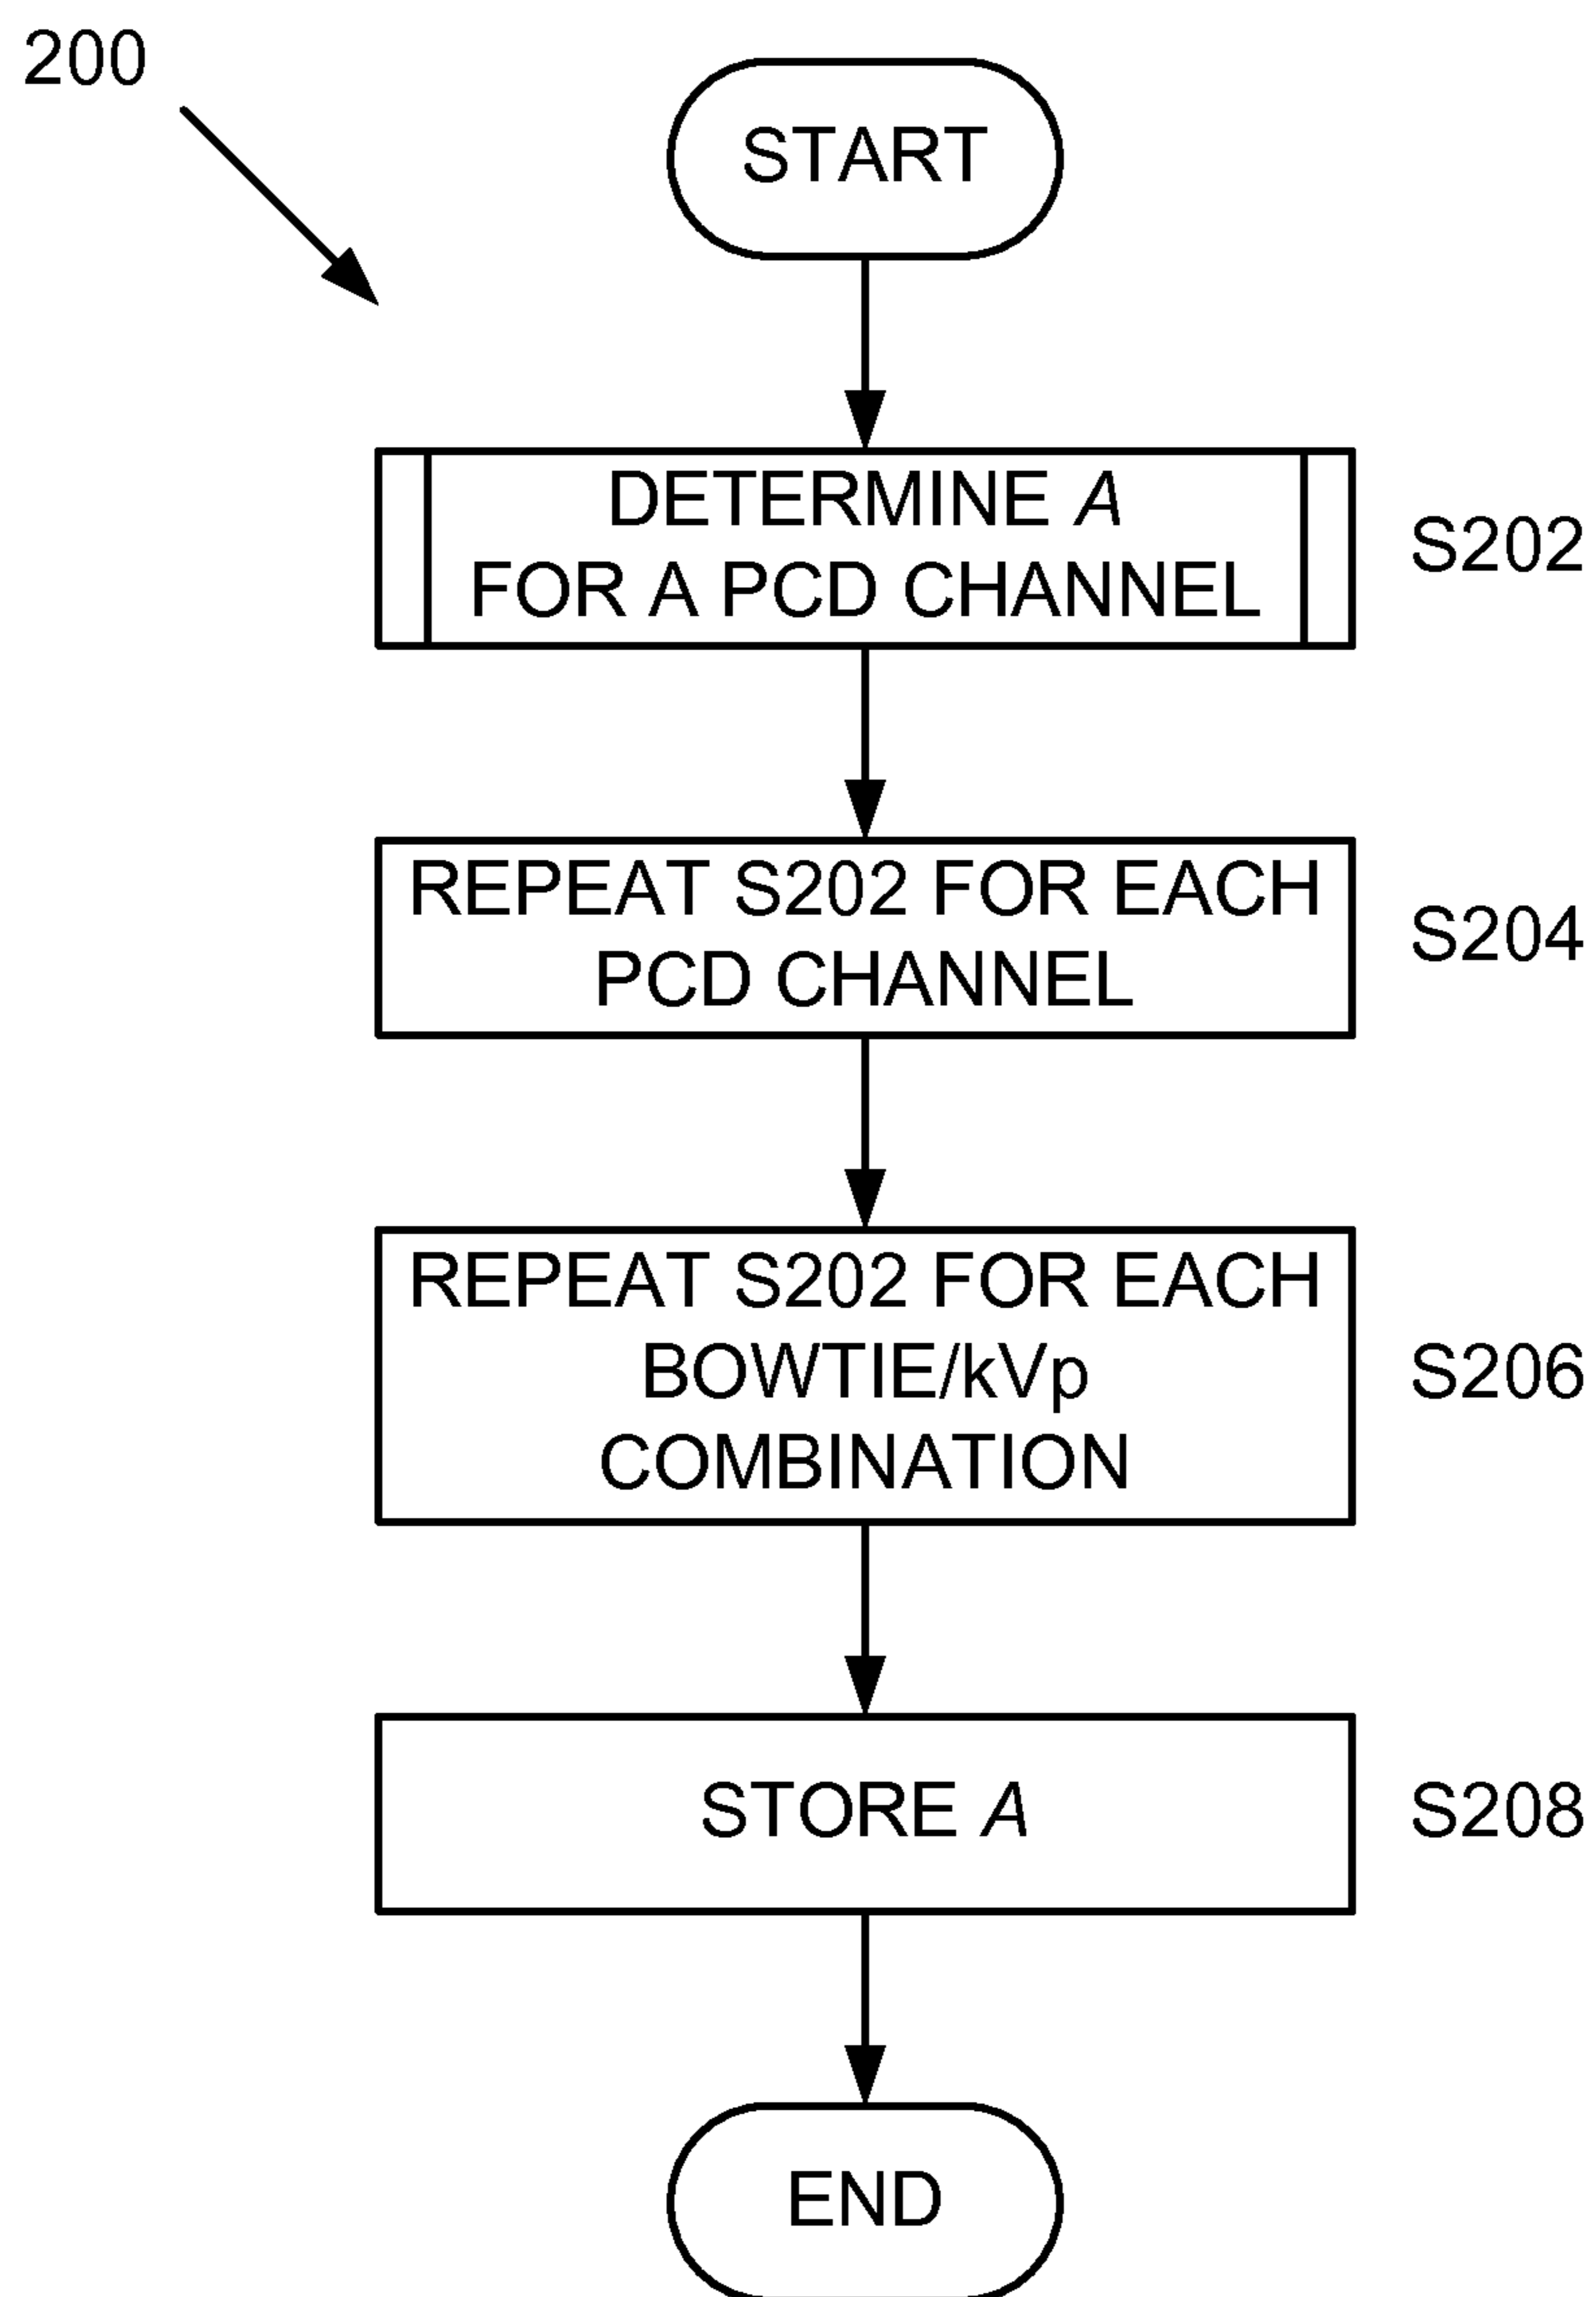 200
START
DETERMINE A
FOR A PCD CHANNEL
S202
REPEAT S202 FOR EACH
PCD CHANNEL
S204
REPEAT S202 FOR EACH
BOWTIE/kVp
COMBINATION
S206
STORE A
S208
END